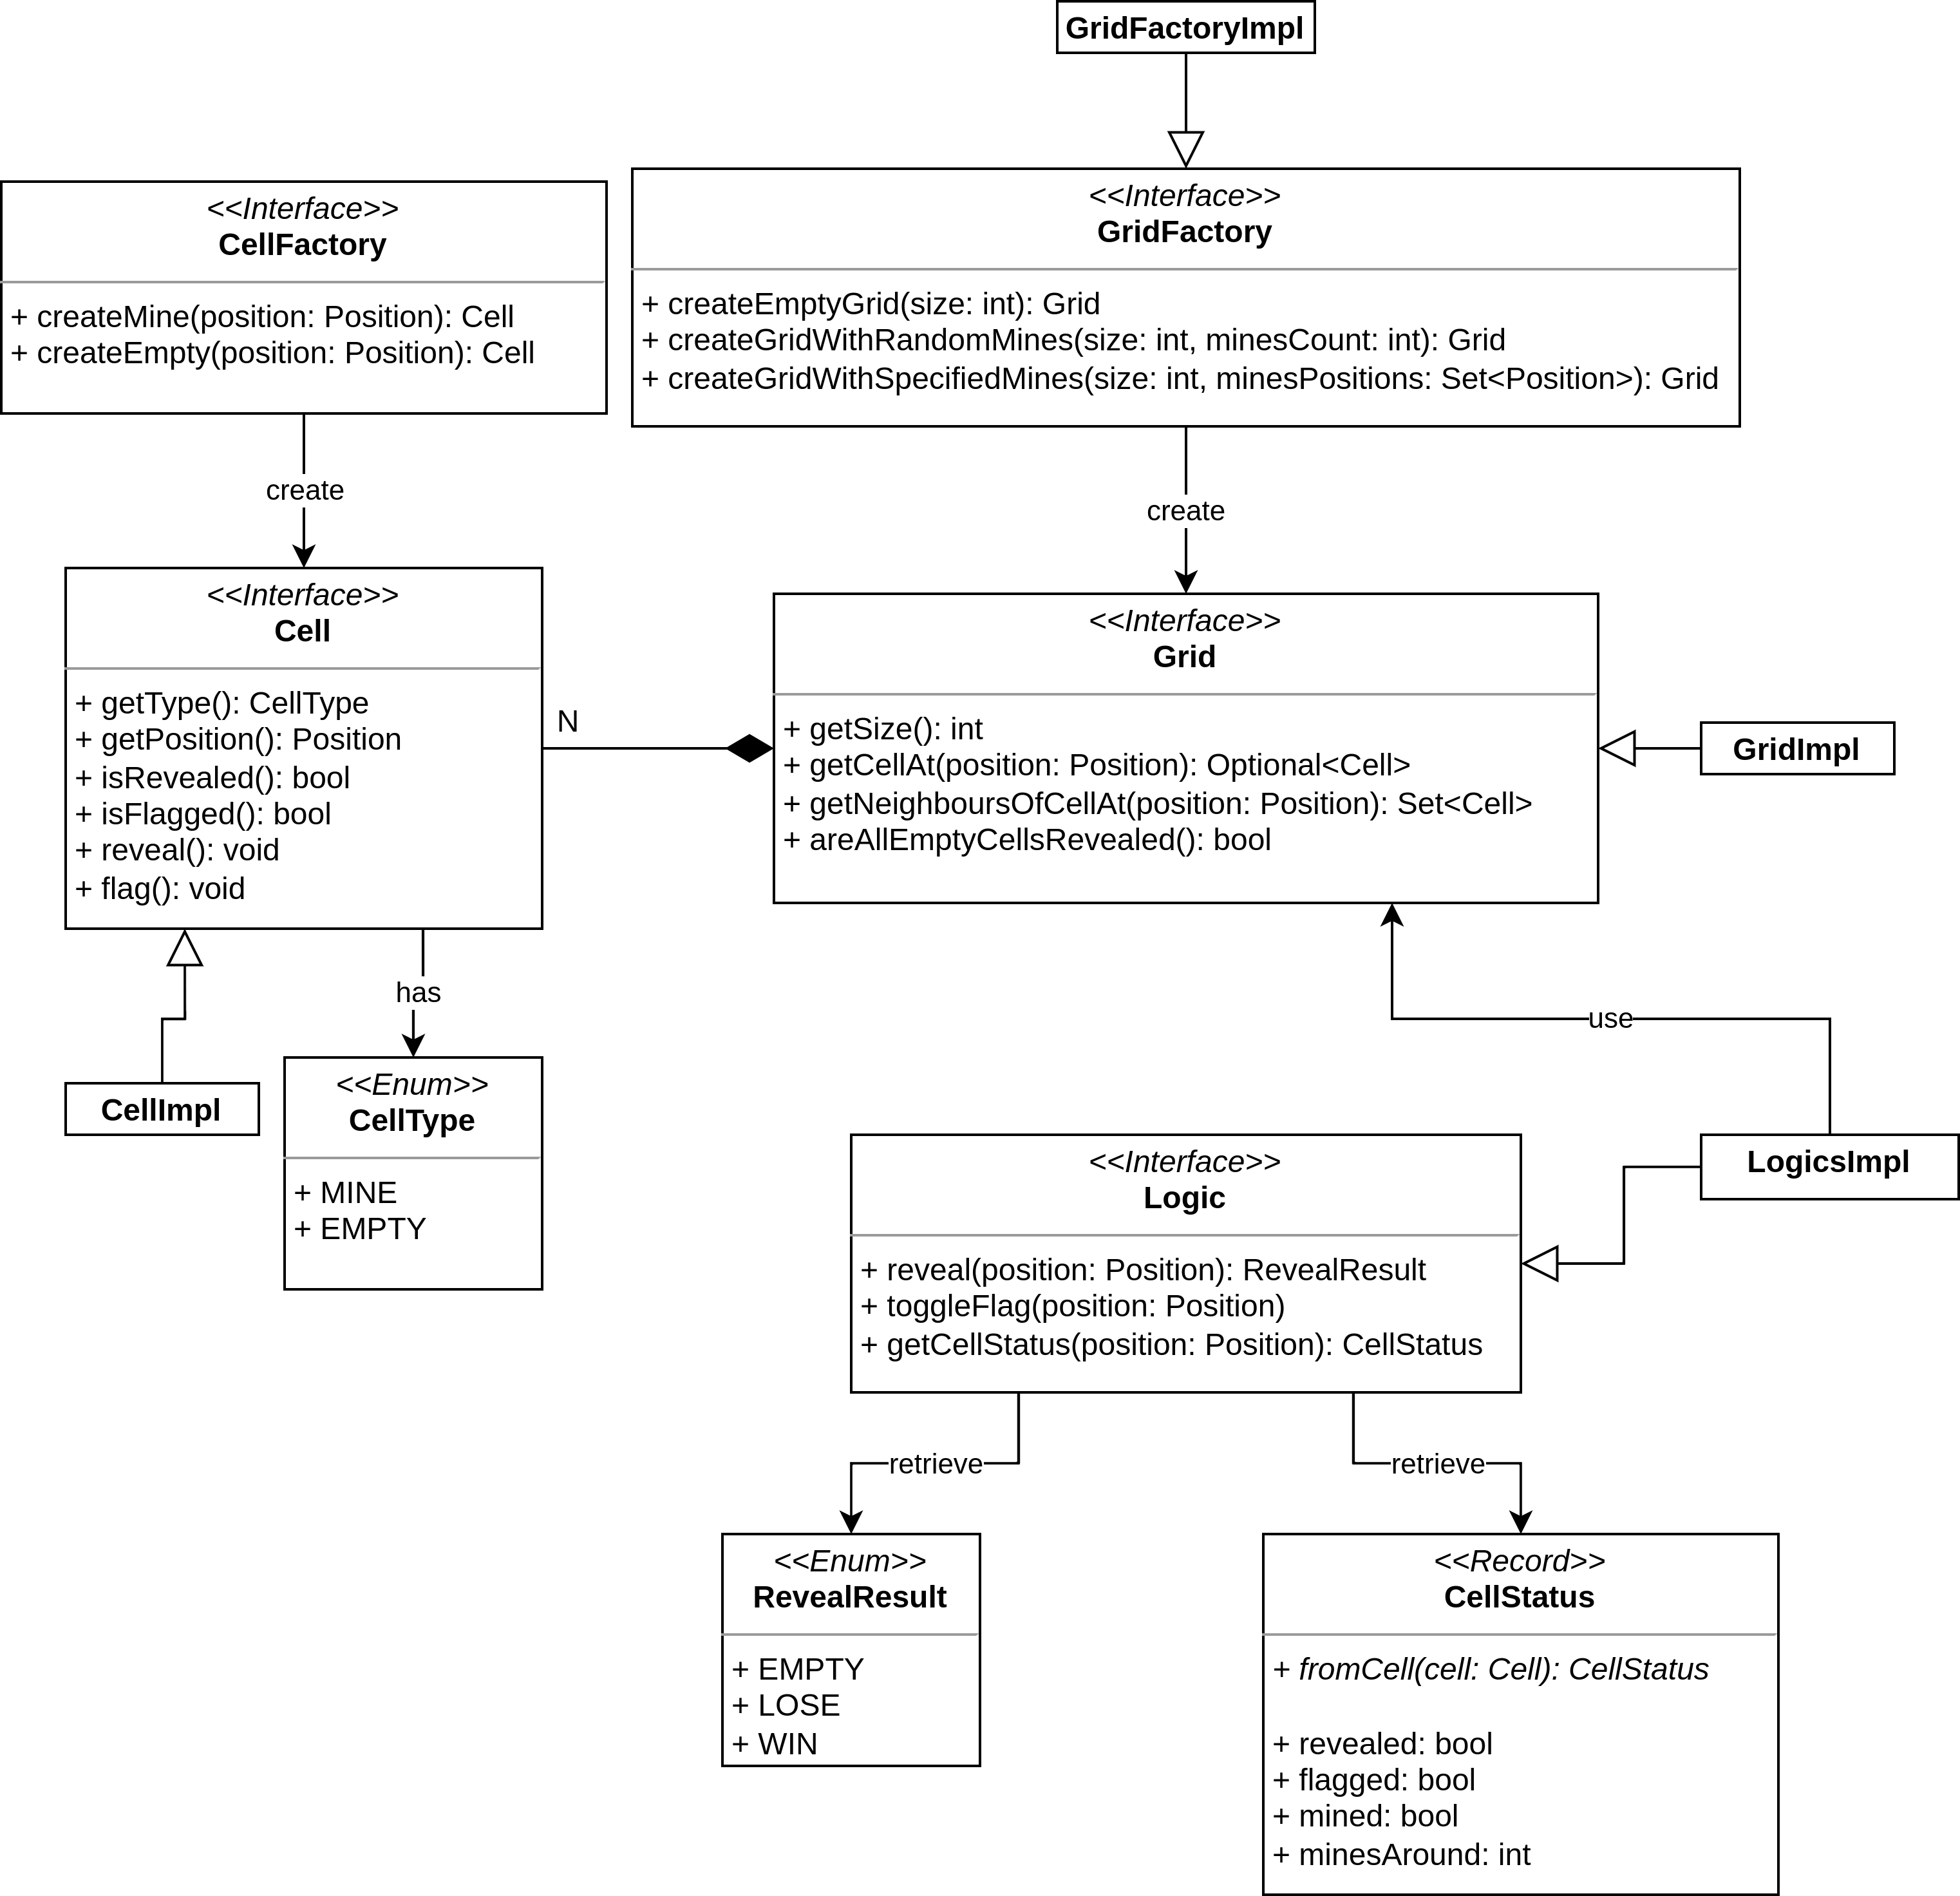 GridFactoryImpl
<<Interface>>
CellFactory
+ createMine(position: Position): Cell
+ createEmpty(position: Position): Cell
<<Interface>>
GridFactory
+ createEmptyGrid(size: int): Grid
+ createGridWithRandomMines(size: int, minesCount: int): Grid
+ createGridWithSpecifiedMines(size: int, minesPositions: Set<Position>): Grid
create
create
<<Interface>>
Cell
+ getType(): CellType
+ getPosition(): Position
+ isRevealed(): bool
+ isFlagged(): bool
+ reveal(): void
+ flag(): void
N
<<Interface>>
Grid
+ getSize(): int
+ getCellAt(position: Position): Optional<Cell>
+ getNeighboursOfCellAt(position: Position): Set<Cell>
+ areAllEmptyCellsRevealed(): bool
GridImpl
has
use
CellImpl
<<Enum>>
CellType
+ MINE
+ EMPTY
<<Interface>>
Logic
+ reveal(position: Position): RevealResult
+ toggleFlag(position: Position)
+ getCellStatus(position: Position): CellStatus
LogicsImpl
retrieve
retrieve
<<Enum>>
RevealResult
+ EMPTY
+ LOSE
+ WIN
<<Record>>
CellStatus
+ fromCell(cell: Cell): CellStatus
+ revealed: bool
+ flagged: bool
+ mined: bool
+ minesAround: int